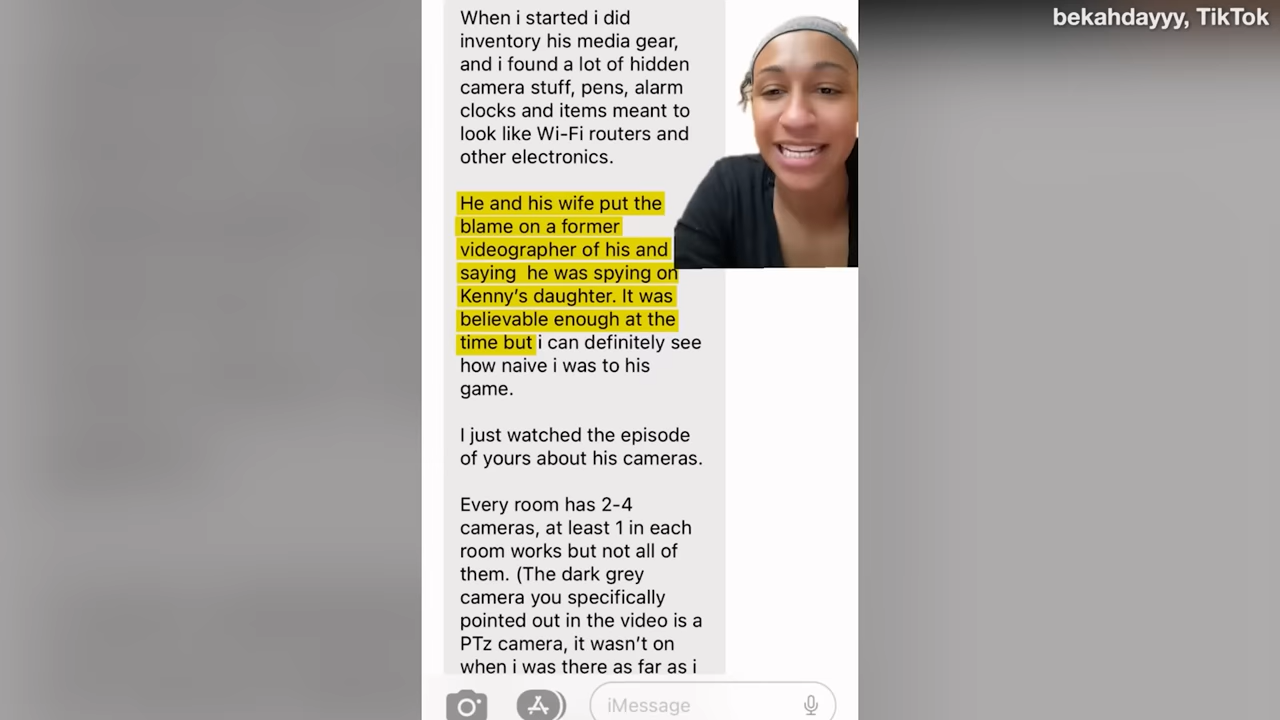 bekahdayyy, TikTok
When i started i did
inventory his media gear,
and i found a lot of hidden
camera stuff, pens, alarm
clocks and items meant to
look like Wi-Fi routers and
other electronics.
He and his wife put the
blame on a former
videographer of his and
saying he was spying on
Kenny's daughter. It was
believable enough at the
time but i can definitely see
how naive i was to his
game.
I just watched the episode
of yours about his cameras.
Every room has 2-4
cameras, at least 1 in each
room works but not all of
them. (The dark grey
camera you specifically
pointed out in the video is a
PTz camera, it wasn't on
when i was there as far as i
iMessage